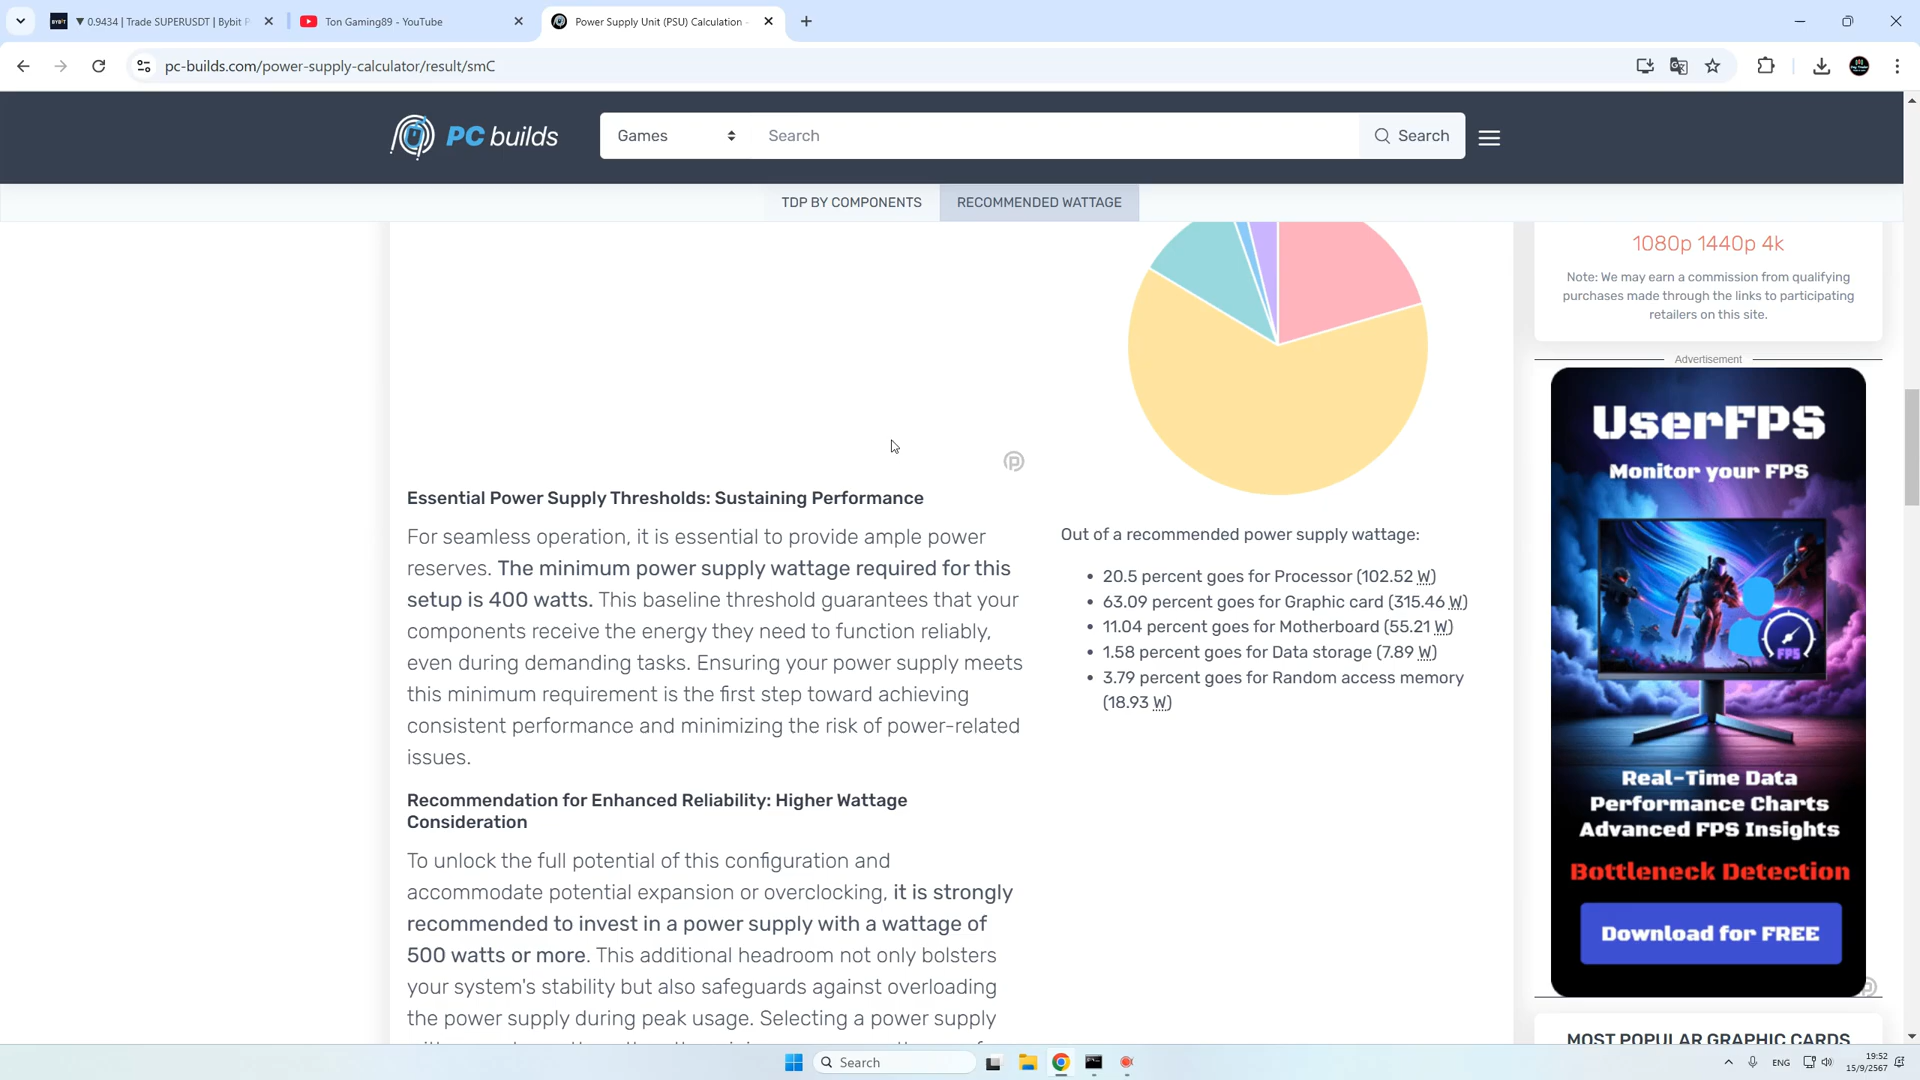 ▼ 0.9434 | Trade SUPERUSDT | Bybit
Ton Gaming89 - YouTube
Power Supply Unit (PSU) Calculation
pc-builds.com/power-supply-calculator/result/smC
PC builds
Games
Search
Search
TDP BY COMPONENTS
RECOMMENDED WATTAGE
Essential Power Supply Thresholds: Sustaining Performance
For seamless operation, it is essential to provide ample power
reserves. The minimum power supply wattage required for this
setup is 400 watts. This baseline threshold guarantees that your
components receive the energy they need to function reliably,
even during demanding tasks. Ensuring your power supply meets
this minimum requirement is the first step toward achieving
consistent performance and minimizing the risk of power-related
issues.
Recommendation for Enhanced Reliability: Higher Wattage
Consideration
To unlock the full potential of this configuration and
accommodate potential expansion or overclocking, it is strongly
recommended to invest in a power supply with a wattage of
500 watts or more. This additional headroom not only bolsters
your system's stability but also safeguards against overloading
the power supply during peak usage. Selecting a power supply
Out of a recommended power supply wattage:
• 20.5 percent goes for Processor (102.52 W)
• 63.09 percent goes for Graphic card (315.46 W)
• 11.04 percent goes for Motherboard (55.21 W)
• 1.58 percent goes for Data storage (7.89 W)
• 3.79 percent goes for Random access memory
(18.93 W)
1080p 1440p 4k
Note: We may earn a commission from qualifying
purchases made through the links to participating
retailers on this site.
Advertisement
UserFPS
Monitor your FPS
FPS
Real-Time Data
Performance Charts
Advanced FPS Insights
Bottleneck Detection
Download for FREE
MOST POPULAR GRAPHIC CARDS
Search
ENG
19:52
15/9/2567